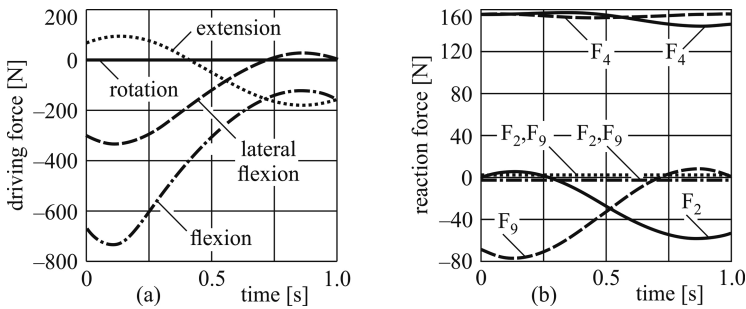 200
0
−200
−400
−600
−800
driving force [N]
extension
rotation
lateral
flexion
flexion
0
0.5
1.0
(a)
time [s]
160
120
80
40
0
−40
−80
reaction force [N]
F4
F4
F2,F9
F2,F9
F2
F9
0
0.5
1.0
(b)
time [s]